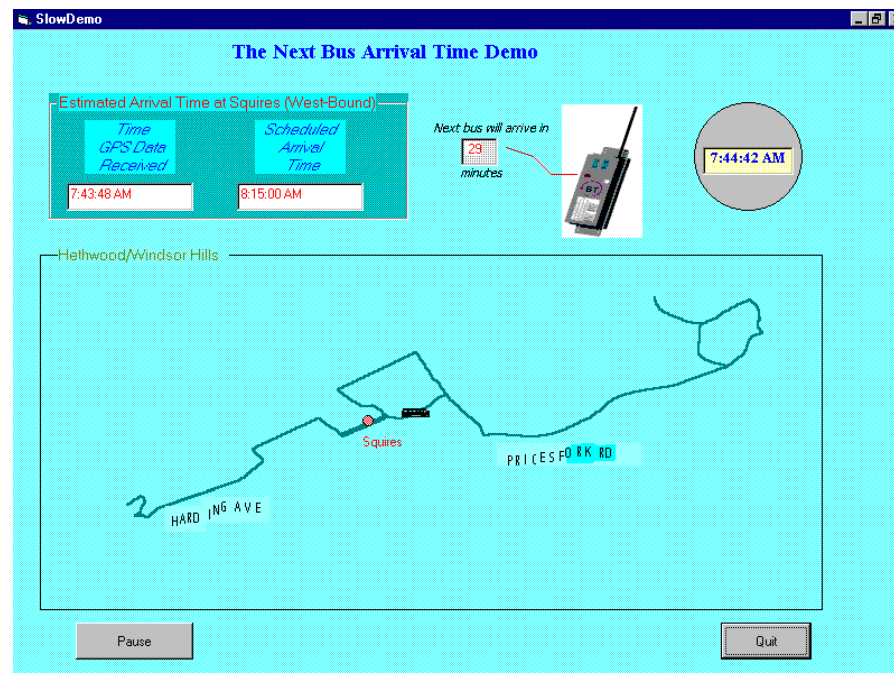 SlowDemo
The Next Bus Arrival Time Demo
Estimated Arrival Time at Squires (West-Bound)
Time
GPS Data
Received
Scheduled
Arrival
Time
7:43:48 AM
8:15:00 AM
Next bus will arrive in
29
minutes
BT
7:44:42 AM
Hethwood/Windsor Hills
Squires
PRICESFORK RD
HARDING AVE
Pause
Quit